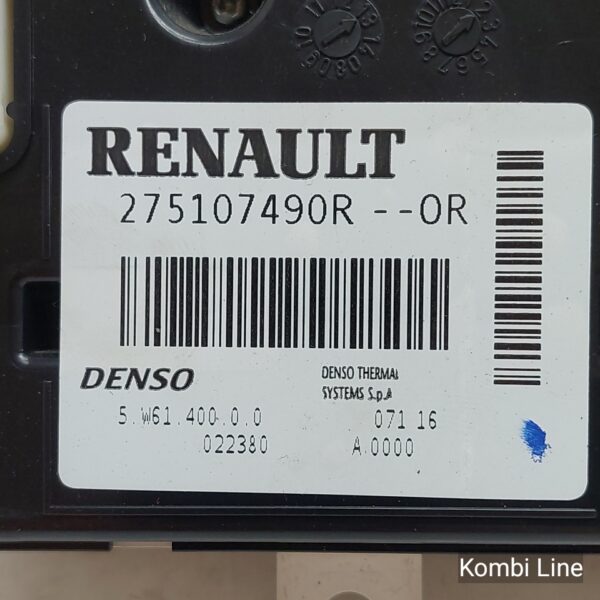 RENAULT
275107490R --0R
DENSO
DENSO THERMAL
SYSTEMS S.p.A
5.W61.400.0.0
071 16
022380
A.0000
Kombi Line